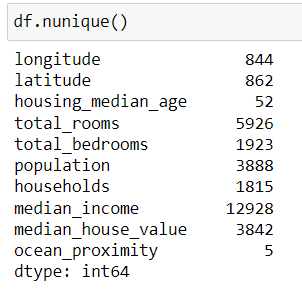 df.nunique()
longitude 844
latitude 862
housing_median_age 52
total_rooms 5926
total_bedrooms 1923
population 3888
households 1815
median_income 12928
median_house_value 3842
ocean_proximity 5
dtype: int64